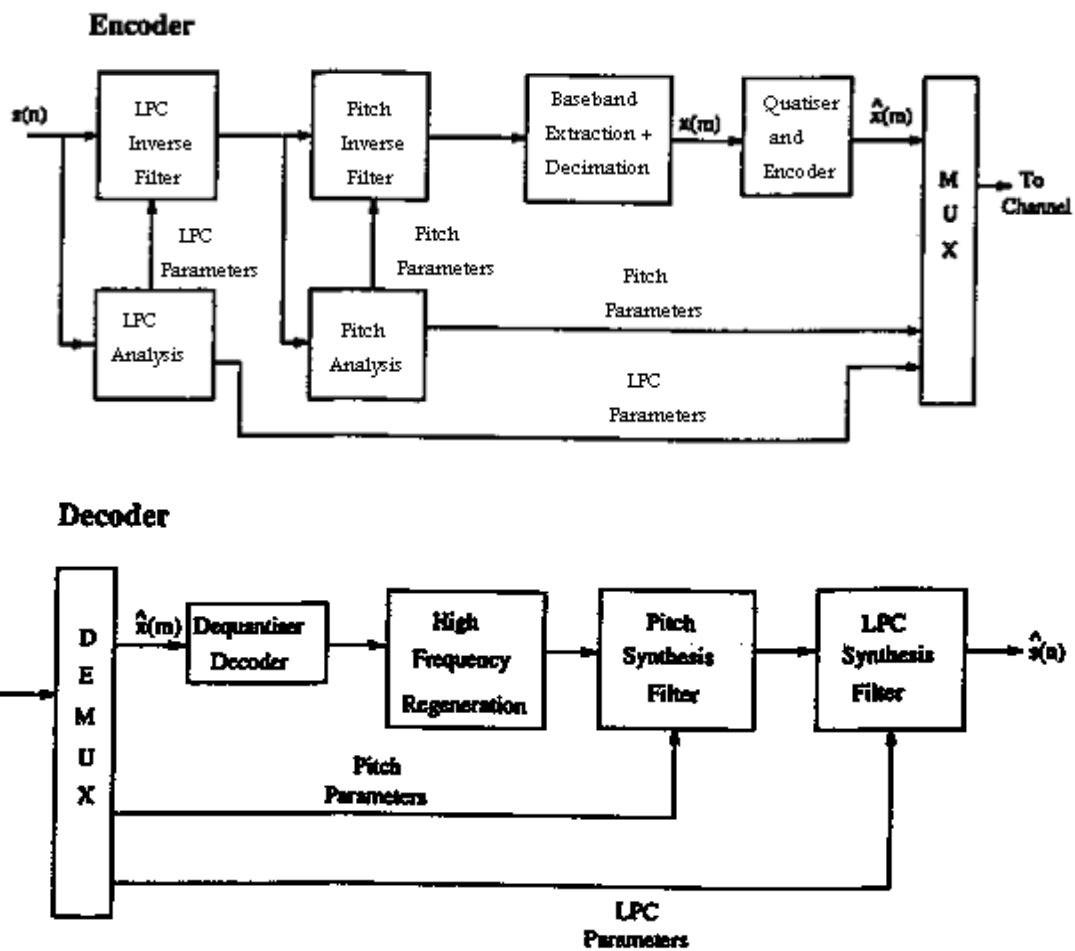 Encoder
s(n)
LPC
Inverse
Filter
Pitch
Inverse
Filter
Baseband
Extraction +
Decimation
x(m)
Quatiser
and
Encoder
x̂(m)
M
U
X
To
Channel
LPC
Parameters
Pitch
Parameters
LPC
Analysis
Pitch
Analysis
Pitch
Parameters
LPC
Parameters
Decoder
D
E
M
U
X
x̂(m)
Dequantiser
Decoder
High
Frequency
Regeneration
Pitch
Synthesis
Filter
LPC
Synthesis
Filter
ŝ(n)
Pitch
Parameters
LPC
Parameters